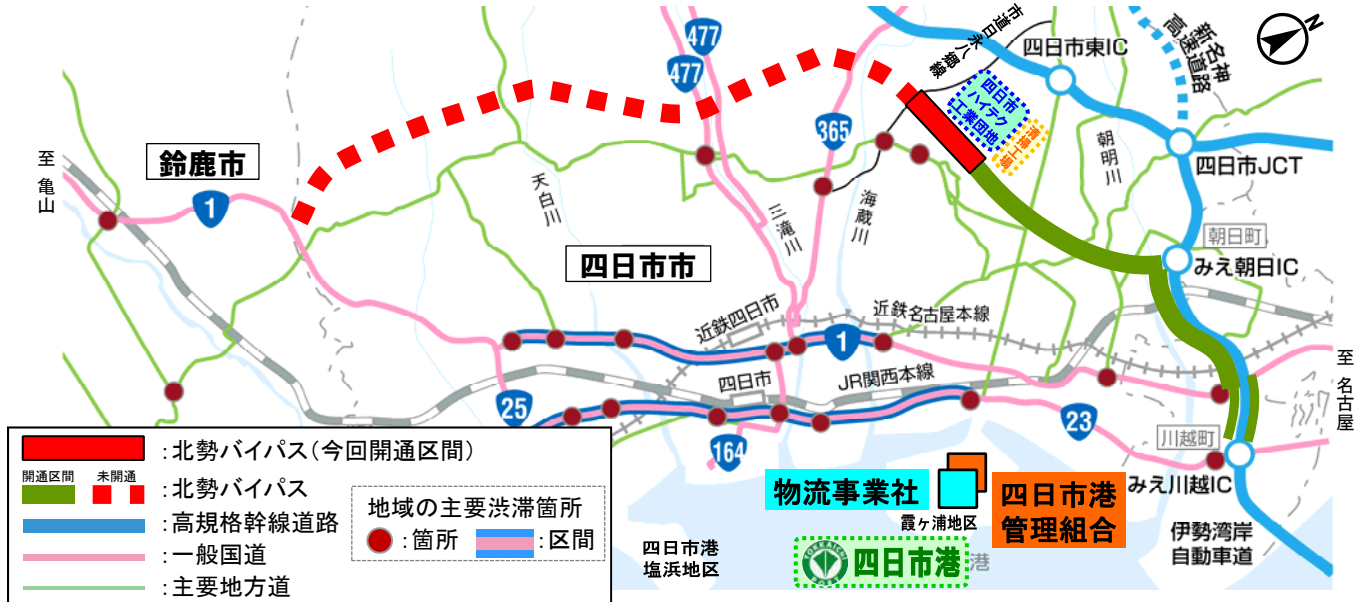 477
477
市道日永八郷線
四日市東IC
新名神
高速道路
N
四日市
ハイテク
工業団地
清掃工場
365
朝明川
四日市JCT
至 亀山
鈴鹿市
1
天白川
三滝川
海蔵川
朝日町
みえ朝日IC
四日市市
近鉄四日市
近鉄名古屋本線
1
至 名古屋
四日市
JR関西本線
25
23
164
川越町
みえ川越IC
物流事業社
霞ヶ浦地区
四日市港
管理組合
伊勢湾岸
自動車道
四日市港
塩浜地区
YOKKAICHI
PORT
四日市港
港
:北勢バイパス(今回開通区間)
開通区間 未開通
:北勢バイパス
:高規格幹線道路
:一般国道
:主要地方道
地域の主要渋滞箇所
:箇所 :区間